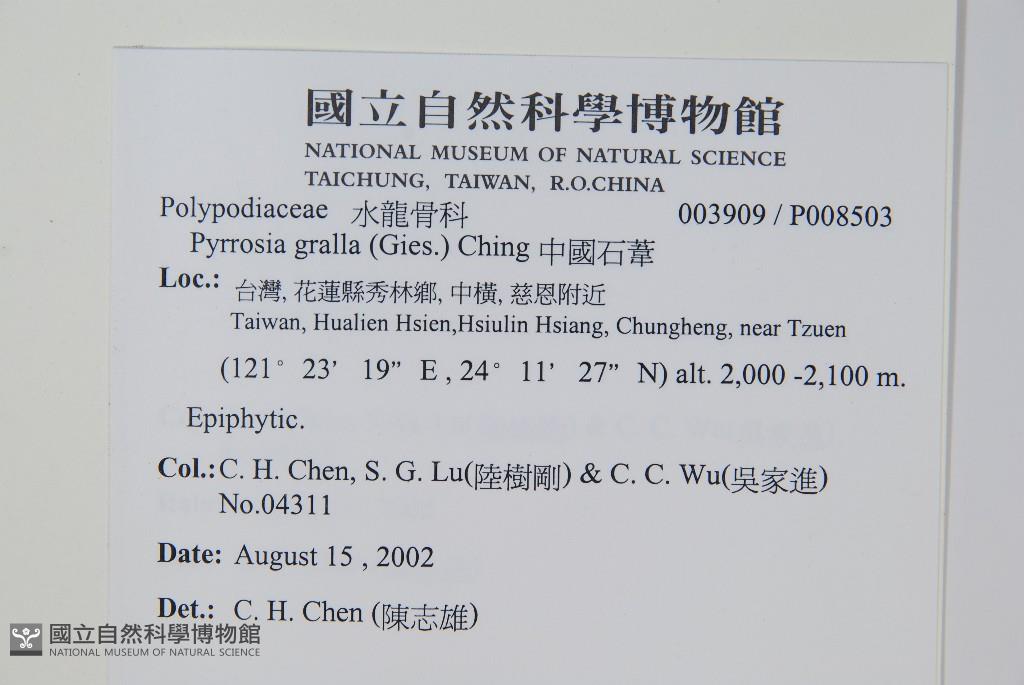 國立自然科學博物館
NATIONAL MUSEUM OF NATURAL SCIENCE
TAICHUNG, TAIWAN, R.O.CHINA
Polypodiaceae 水龍骨科 003909 / P008503
Pyrrosia gralla (Gies.) Ching 中國石葦
Loc.: 台灣, 花蓮縣秀林鄉, 中橫, 慈恩附近
Taiwan, Hualien Hsien,Hsiulin Hsiang, Chungheng, near Tzuen
(121° 23’ 19” E , 24° 11’ 27” N) alt. 2,000 -2,100 m.
Epiphytic.
Col.: C. H. Chen, S. G. Lu(陸樹剛) & C. C. Wu(吳家進)
No.04311
Date: August 15 , 2002
Det.: C. H. Chen (陳志雄)
國立自然科學博物館
NATIONAL MUSEUM OF NATURAL SCIENCE